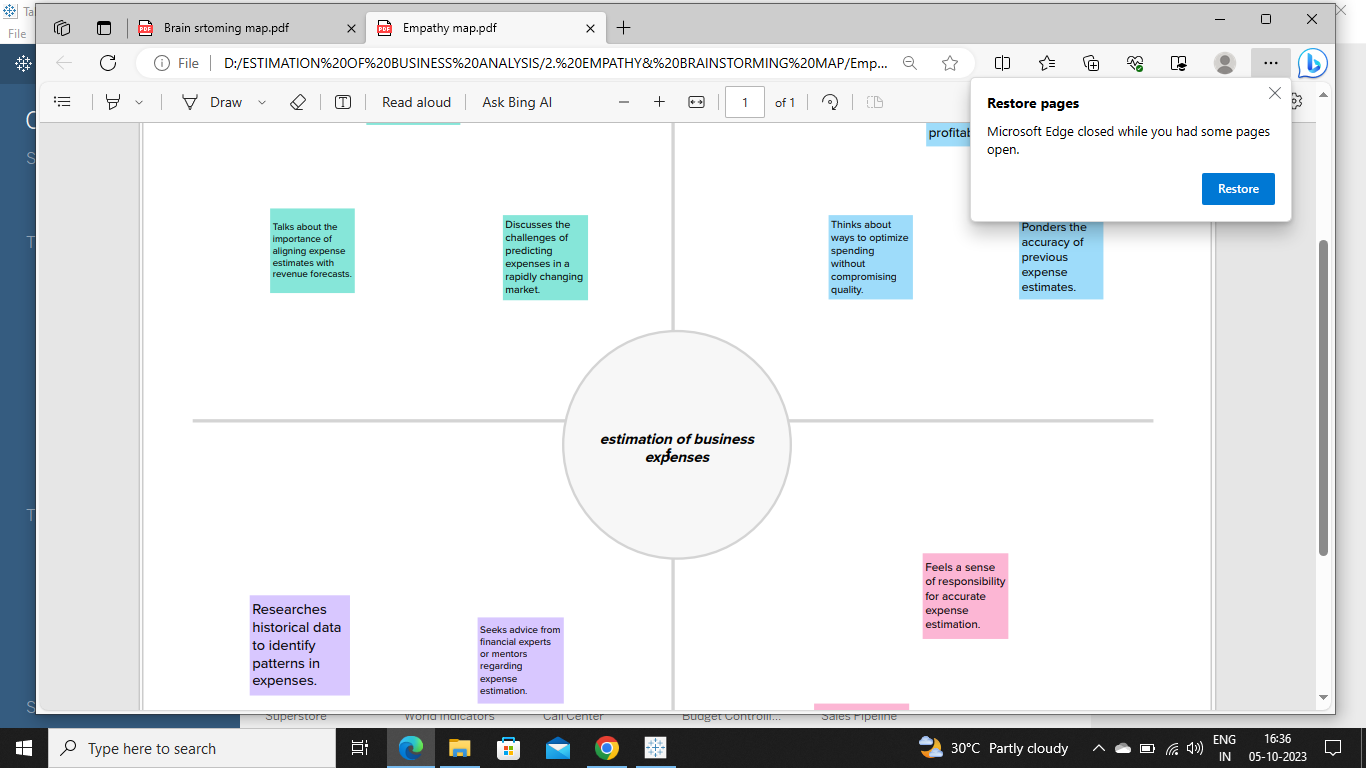 Ta
File
Brain srtoming map.pdf
Empathy map.pdf
File
D:/ESTIMATION%20OF%20BUSINESS%20ANALYSIS/2.%20EMPATHY&%20BRAINSTORMING%20MAP/Emp...
Draw
Read aloud
Ask Bing AI
1
of 1
Restore pages
Microsoft Edge closed while you had some pages
open.
Restore
profitab
Talks about the
importance of
aligning expense
estimates with
revenue forecasts.
Discusses the
challenges of
predicting
expenses in a
rapidly changing
market.
Thinks about
ways to optimize
spending
without
compromising
quality.
Ponders the
accuracy of
previous
expense
estimates.
estimation of business
expenses
Researches
historical data
to identify
patterns in
expenses.
Seeks advice from
financial experts
or mentors
regarding
expense
estimation.
Feels a sense
of responsibility
for accurate
expense
estimation.
Superstore
World Indicators
Call Center
Budget Controlli...
Sales Pipeline
Type here to search
30°C Partly cloudy
ENG
IN
16:36
05-10-2023